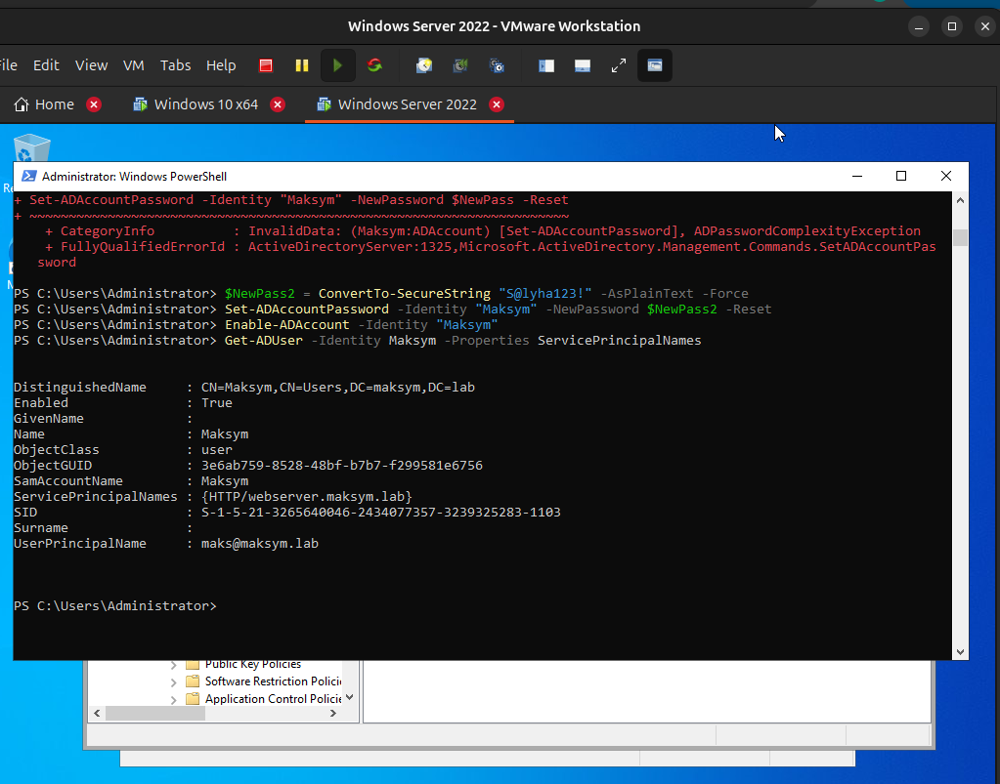 Windows Server 2022 - VMware Workstation
File Edit View VM Tabs Help
Home Windows 10 x64 Windows Server 2022
Administrator: Windows PowerShell
+ Set-ADAccountPassword -Identity "Maksym" -NewPassword $NewPass -Reset
+ ~~~~~~~~~~~~~~~~~~~~~~~~~~~~~~~~~~~~~~~~~~~~~~~~~~~~~~~~~~~~~~~~~~~~~
+ CategoryInfo : InvalidData: (Maksym:ADAccount) [Set-ADAccountPassword], ADPasswordComplexityException
+ FullyQualifiedErrorId : ActiveDirectoryServer:1325,Microsoft.ActiveDirectory.Management.Commands.SetADAccountPas
sword
PS C:\Users\Administrator> $NewPass2 = ConvertTo-SecureString "S@lyha123!" -AsPlainText -Force
PS C:\Users\Administrator> Set-ADAccountPassword -Identity "Maksym" -NewPassword $NewPass2 -Reset
PS C:\Users\Administrator> Enable-ADAccount -Identity "Maksym"
PS C:\Users\Administrator> Get-ADUser -Identity Maksym -Properties ServicePrincipalNames
DistinguishedName : CN=Maksym,CN=Users,DC=maksym,DC=lab
Enabled : True
GivenName :
Name : Maksym
ObjectClass : user
ObjectGUID : 3e6ab759-8528-48bf-b7b7-f299581e6756
SamAccountName : Maksym
ServicePrincipalNames : {HTTP/webserver.maksym.lab}
SID : S-1-5-21-3265640046-2434077357-3239325283-1103
Surname :
UserPrincipalName : maks@maksym.lab
PS C:\Users\Administrator>
Public Key Policies
Software Restriction Policie
Application Control Policie